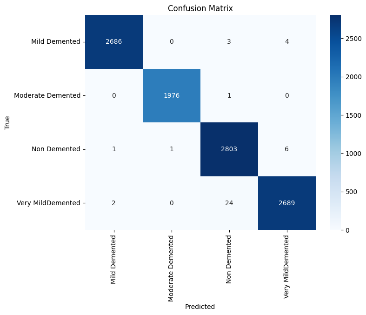 Confusion Matrix
Mild Demented
2686 0 3 4
2500
Moderate Demented
0 1976 1 0
2000
True
1500
Non Demented
1 1 2803 6
1000
500
Very MildDemented
2 0 24 2689
0
Mild Demented
Moderate Demented
Non Demented
Very MildDemented
Predicted